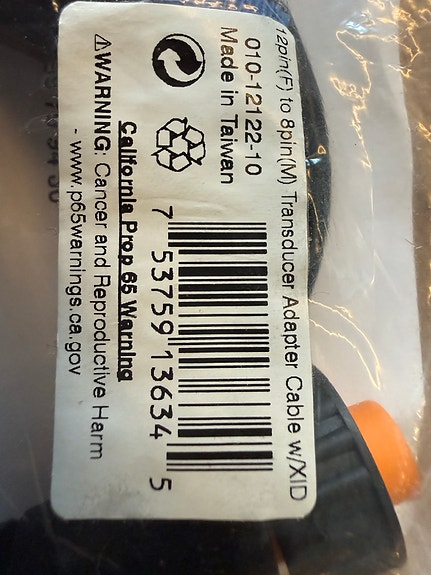 12pin(F) to 8pin(M) Transducer Adapter Cable w/XID
010-12122-10
Made in Taiwan
7 53759 13634 5
California Prop 65 Warning
⚠WARNING: Cancer and Reproductive Harm
- www.p65warnings.ca.gov